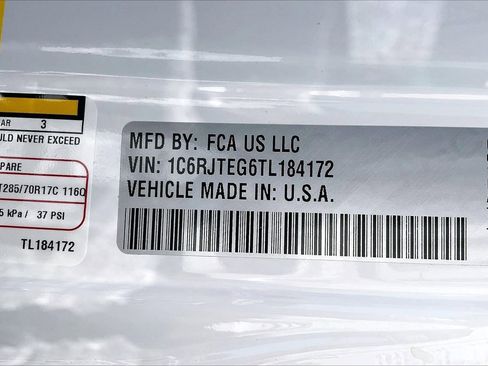 AR 3
ULD NEVER EXCEED
PARE
T285/70R17C 116Q
5 kPa / 37 PSI
TL184172
MFD BY: FCA US LLC
VIN: 1C6RJTEG6TL184172
VEHICLE MADE IN: U.S.A.